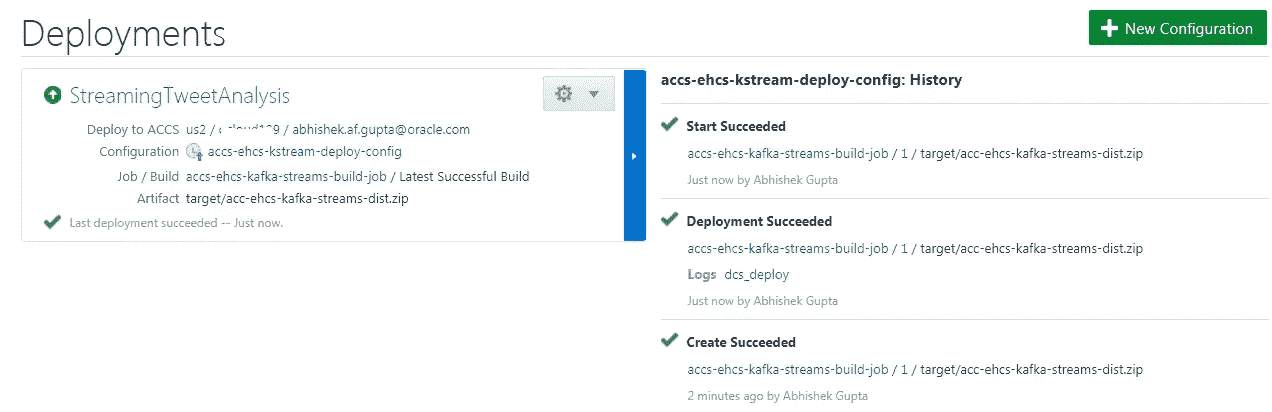 Deployments
New Configuration
StreamingTweetAnalysis
Deploy to ACCS us2 / / abhishek.af.gupta@oracle.com
Configuration accs-ehcs-kstream-deploy-config
Job / Build accs-ehcs-kafka-streams-build-job / Latest Successful Build
Artifact target/acc-ehcs-kafka-streams-dist.zip
Last deployment succeeded -- Just now.
accs-ehcs-kstream-deploy-config: History
Start Succeeded
accs-ehcs-kafka-streams-build-job / 1 / target/acc-ehcs-kafka-streams-dist.zip
Just now by Abhishek Gupta
Deployment Succeeded
accs-ehcs-kafka-streams-build-job / 1 / target/acc-ehcs-kafka-streams-dist.zip
Logs dcs_deploy
Just now by Abhishek Gupta
Create Succeeded
accs-ehcs-kafka-streams-build-job / 1 / target/acc-ehcs-kafka-streams-dist.zip
2 minutes ago by Abhishek Gupta